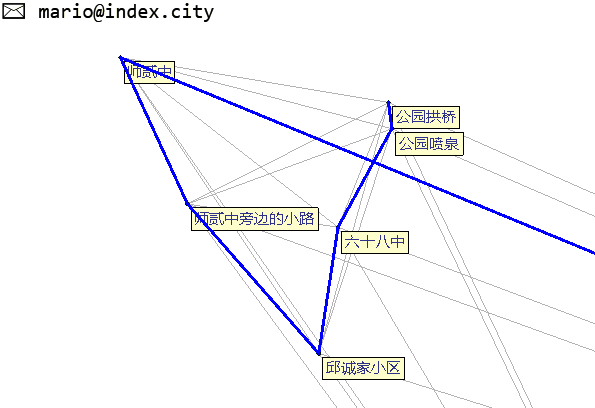 mario@index.city
师贰中
公园拱桥
公园喷泉
师贰中旁边的小路
六十八中
邱诚家小区